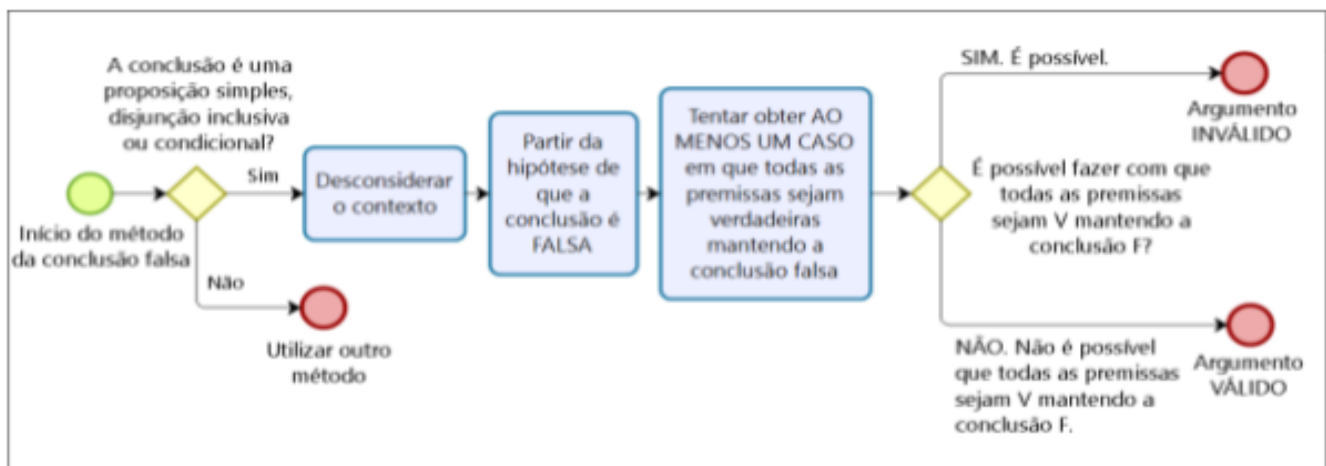 A conclusão é uma
proposição simples,
disjunção inclusiva
ou condicional?
Início do método
da conclusão falsa
Sim
Não
Utilizar outro
método
Desconsiderar
o contexto
Partir da
hipótese de
que a
conclusão é
FALSA
Tentar obter AO
MENOS UM CASO
em que todas as
premissas sejam
verdadeiras
mantendo a
conclusão falsa
SIM. É possível.
Argumento
INVÁLIDO
É possível fazer com que
todas as premissas
sejam V mantendo a
conclusão F?
NÃO. Não é possível
que todas as premissas
sejam V mantendo a
conclusão F.
Argumento
VÁLIDO